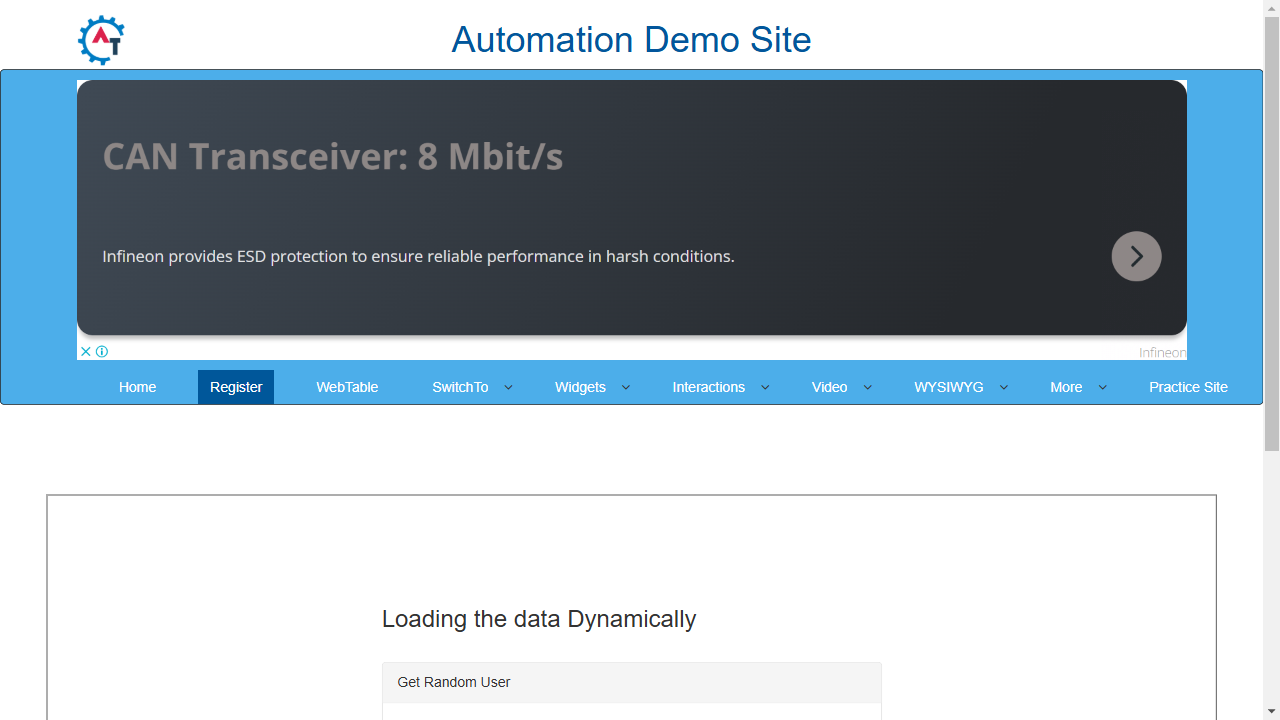 AT
Automation Demo Site
CAN Transceiver: 8 Mbit/s
Infineon provides ESD protection to ensure reliable performance in harsh conditions.
Infineon
Home Register WebTable SwitchTo Widgets Interactions Video WYSIWYG More Practice Site
Loading the data Dynamically
Get Random User